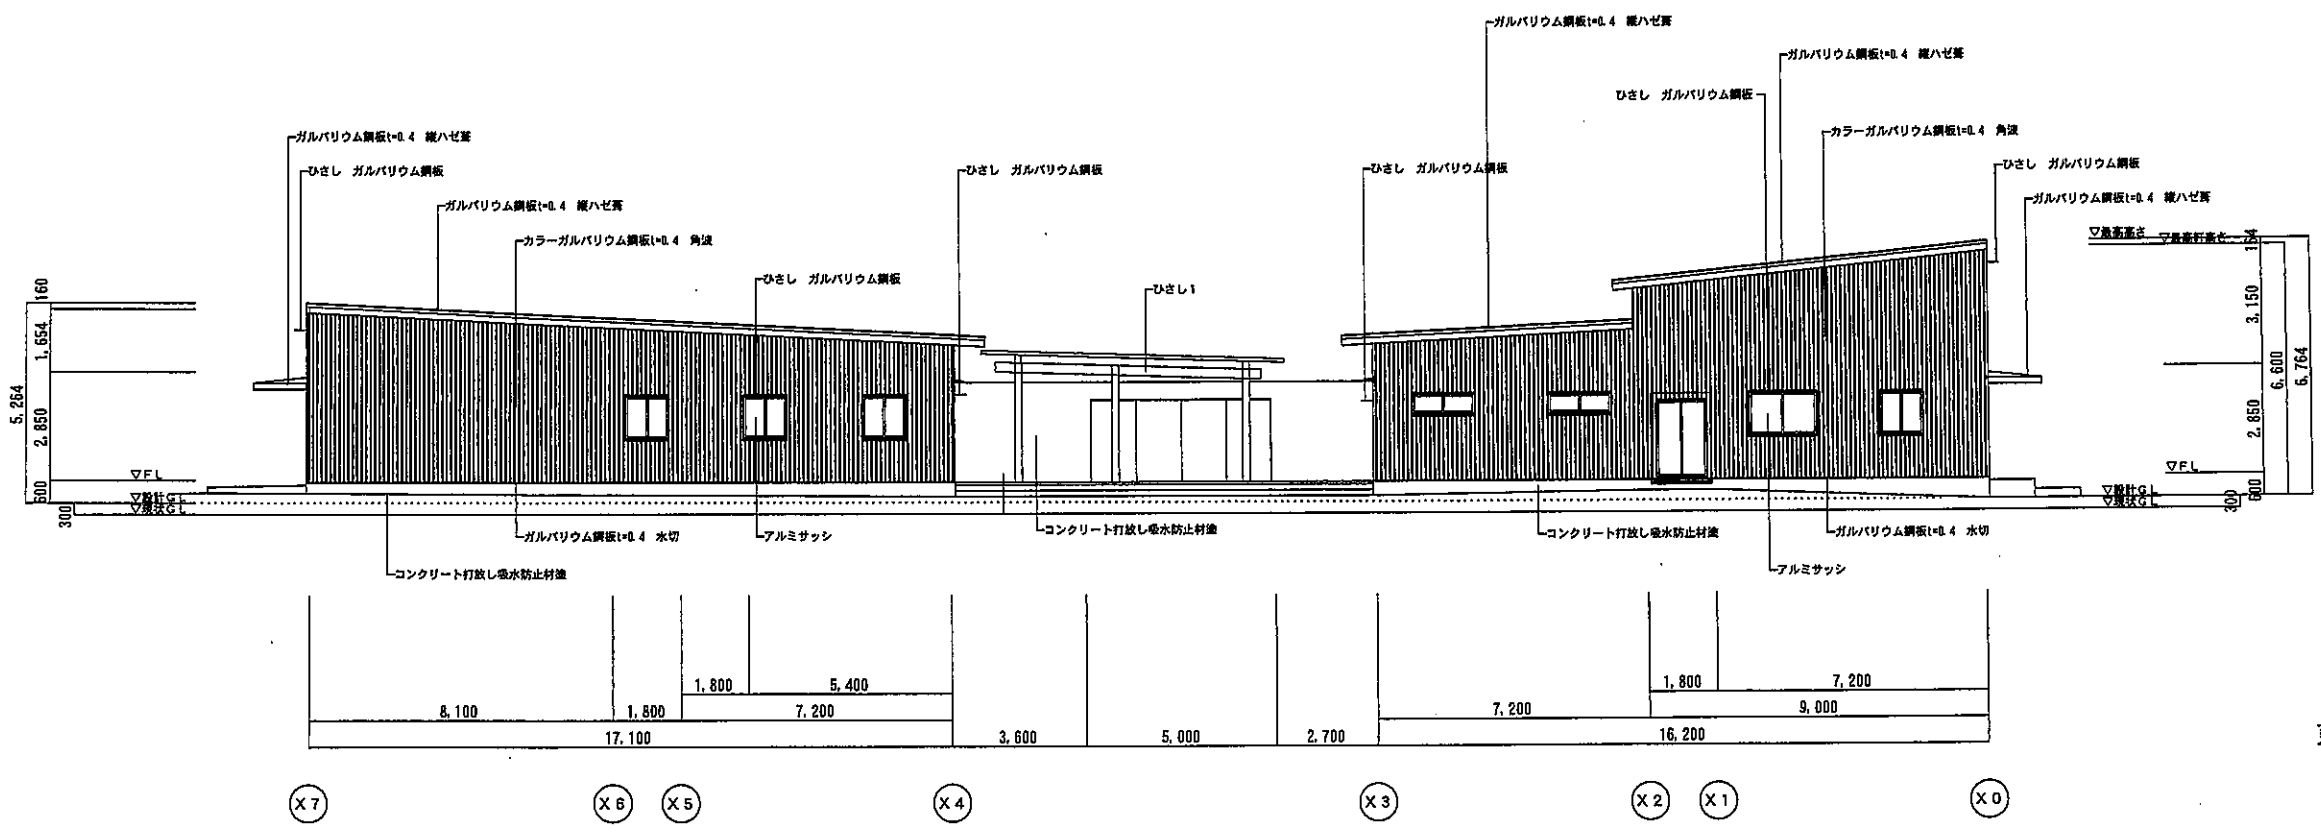 ガルバリウム鋼板t=0.4 縦ハゼ葺
ガルバリウム鋼板t=0.4 縦ハゼ葺
ひさし ガルバリウム鋼板
ガルバリウム鋼板t=0.4 縦ハゼ葺
カラーガルバリウム鋼板t=0.4 角波
ひさし ガルバリウム鋼板
ひさし ガルバリウム鋼板
ひさし ガルバリウム鋼板
ひさし ガルバリウム鋼板
ガルバリウム鋼板t=0.4 縦ハゼ葺
ガルバリウム鋼板t=0.4 縦ハゼ葺
カラーガルバリウム鋼板t=0.4 角波
ひさし ガルバリウム鋼板
ひさし1
▽最高高さ
▽最高軒高さ
160
1,654
2,850
5,264
600
300
164
3,150
2,850
6,600
6,764
600
300
▽FL
▽設計GL
▽現状GL
▽FL
▽設計GL
▽現状GL
ガルバリウム鋼板t=0.4 水切
アルミサッシ
コンクリート打放し吸水防止材塗
コンクリート打放し吸水防止材塗
コンクリート打放し吸水防止材塗
ガルバリウム鋼板t=0.4 水切
アルミサッシ
1,800 5,400
1,800 7,200
8,100 1,800 7,200
7,200 9,000
17,100 3,600 5,000 2,700 16,200
X7 X6 X5 X4 X3 X2 X1 X0